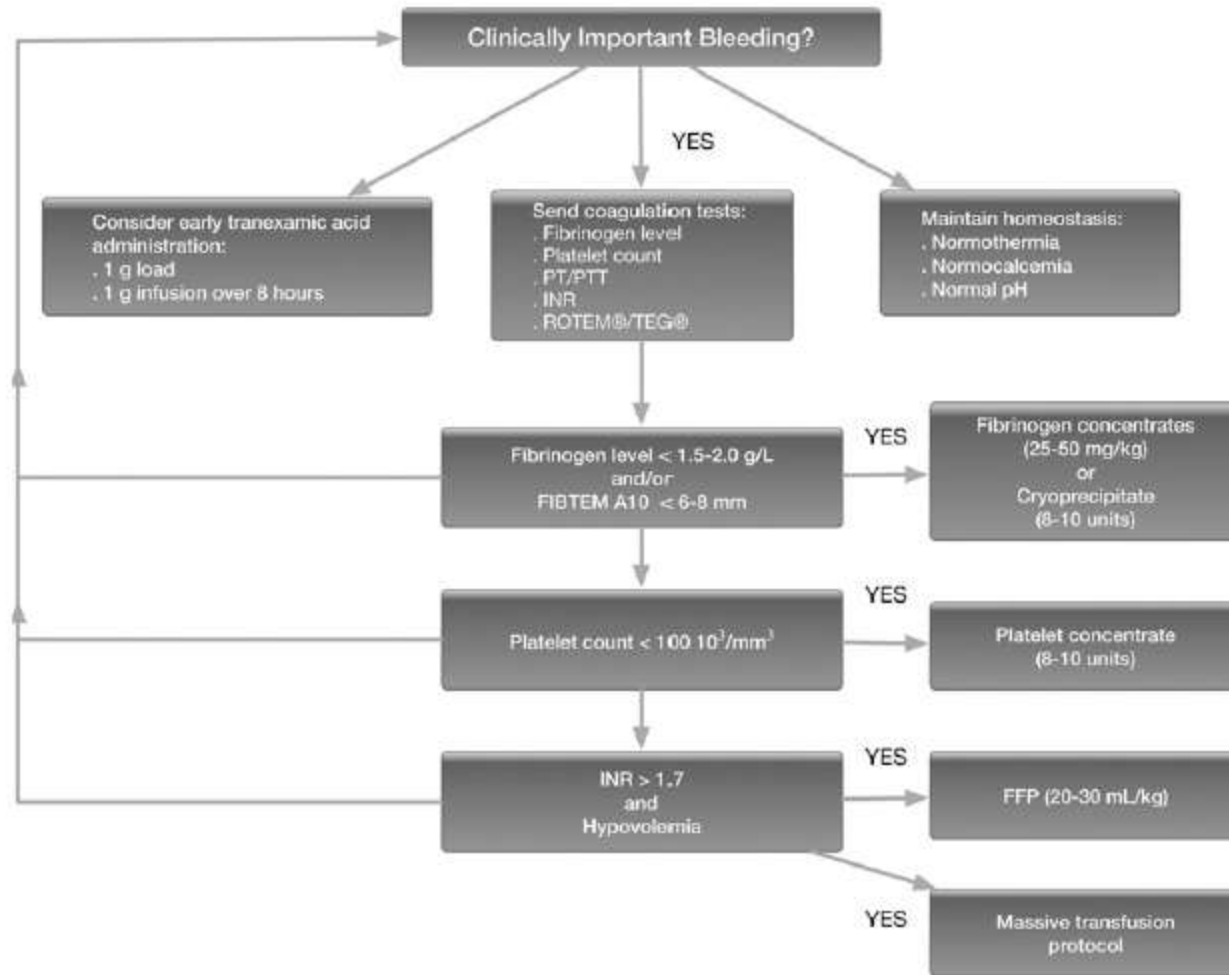 Clinically Important Bleeding?
YES
Consider early tranexamic acid
administration:
. 1 g load
. 1 g infusion over 8 hours
Send coagulation tests:
. Fibrinogen level
. Platelet count
. PT/PTT
. INR
. ROTEM®/TEG®
Maintain homeostasis:
. Normothermia
. Normocalcemia
. Normal pH
Fibrinogen level < 1.5-2.0 g/L
and/or
FIBTEM A10 < 6-8 mm
YES
Fibrinogen concentrates
(25-50 mg/kg)
or
Cryoprecipitate
(8-10 units)
Platelet count < 100 10³/mm³
YES
Platelet concentrate
(8-10 units)
INR > 1.7
and
Hypovolemia
YES
FFP (20-30 mL/kg)
YES
Massive transfusion
protocol